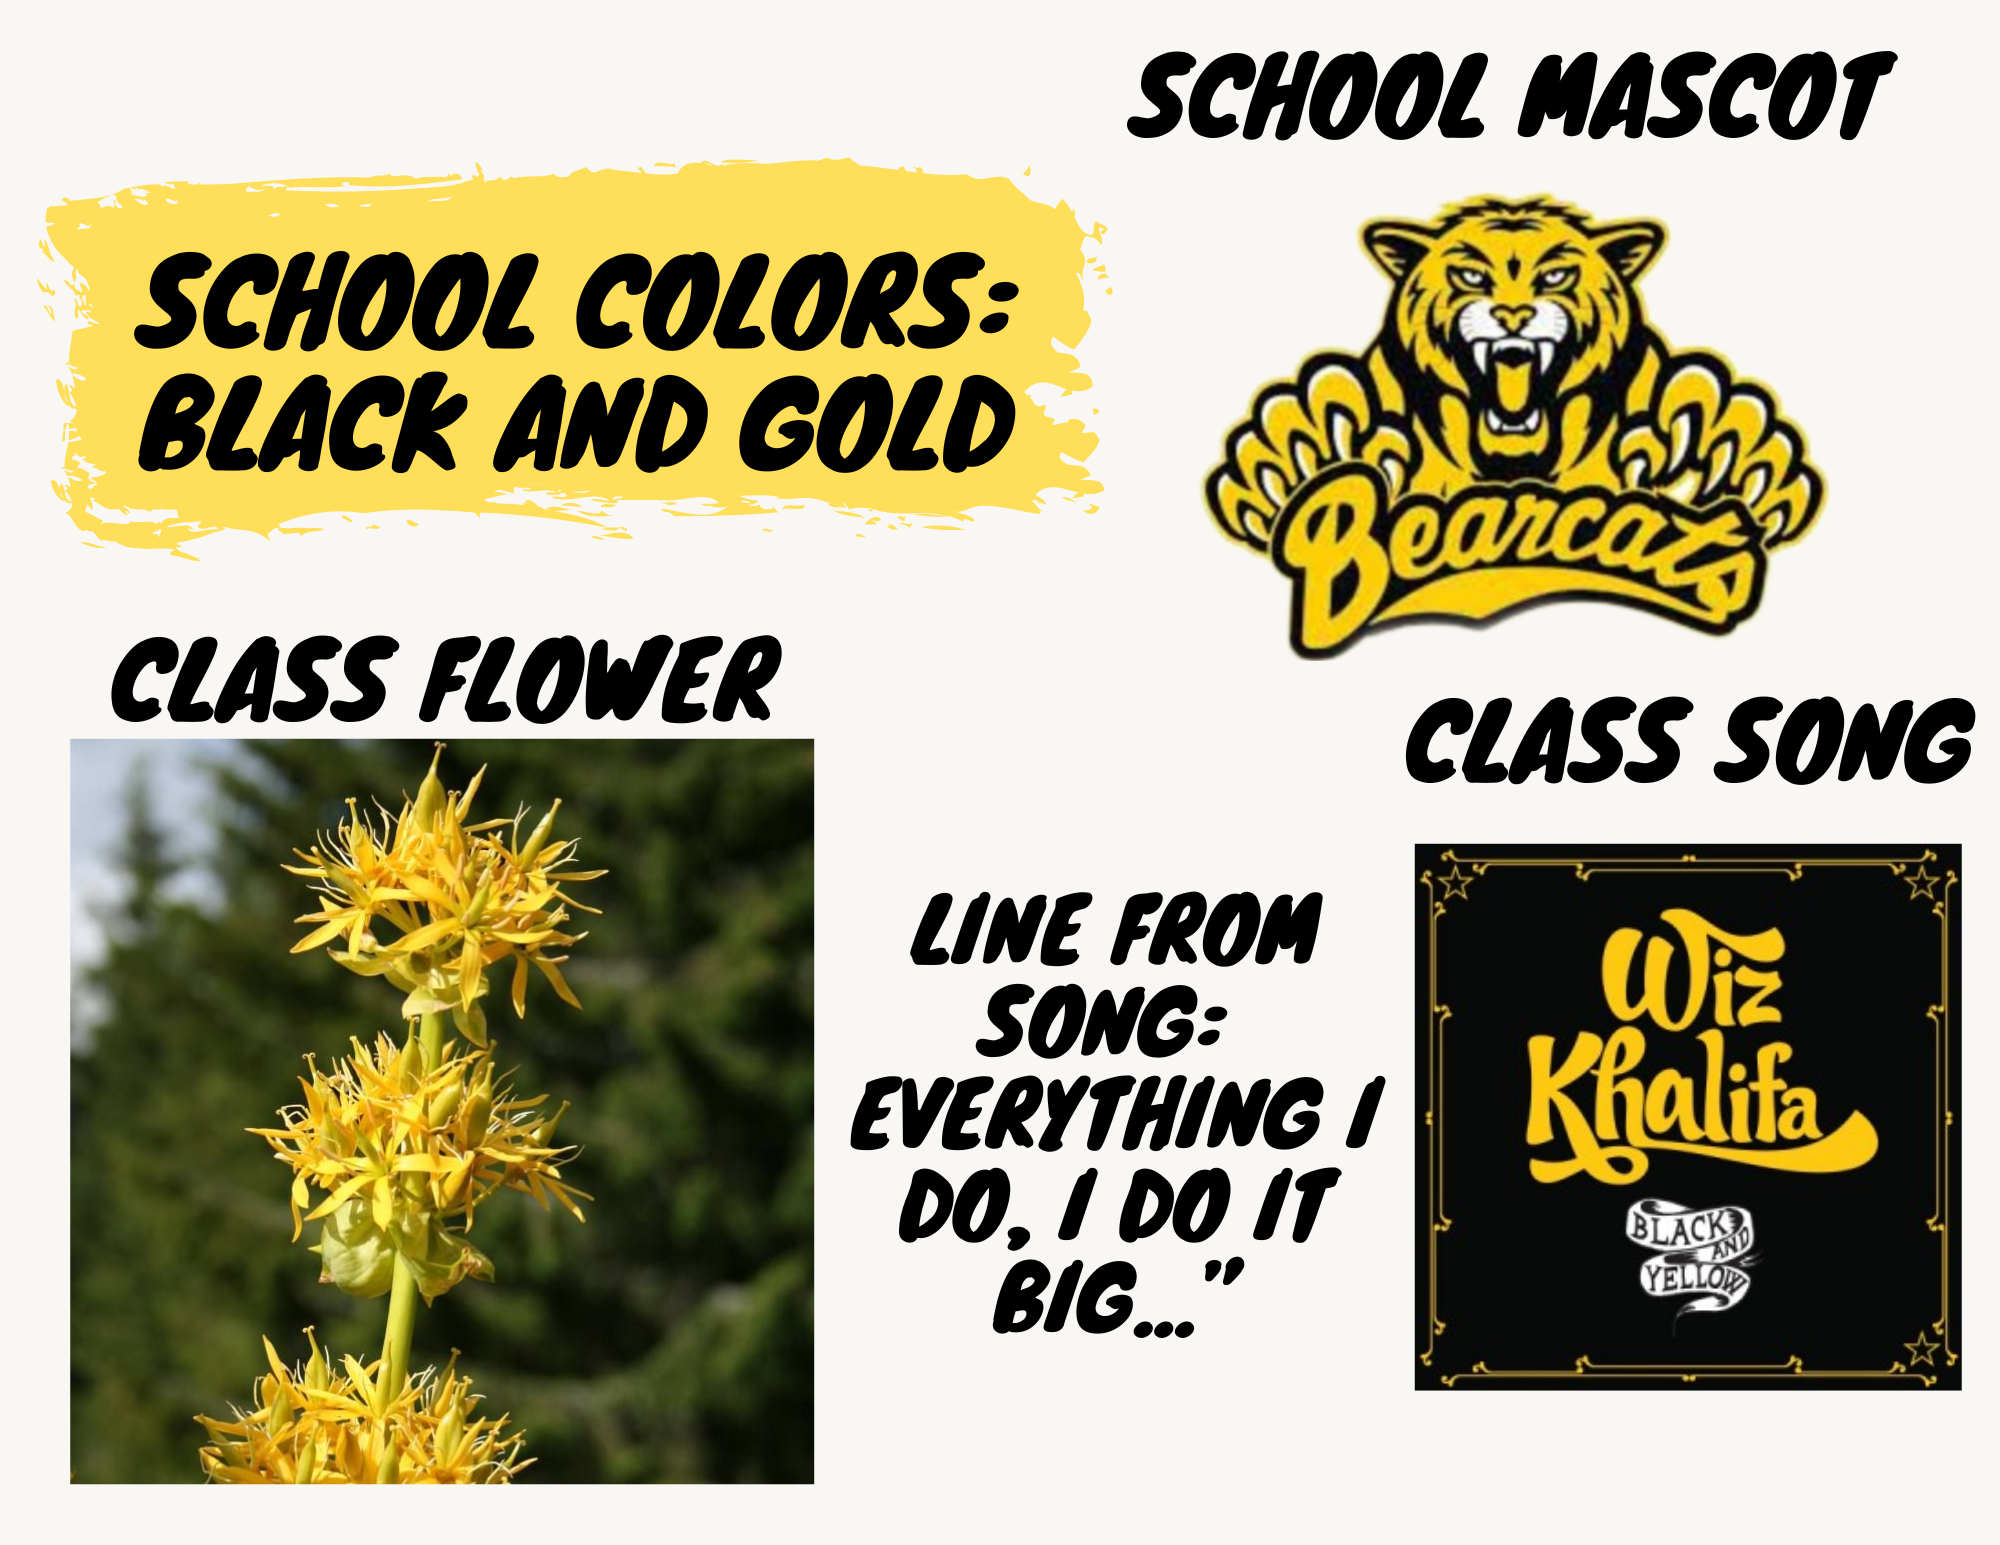 SCHOOL MASCOT
SCHOOL COLORS:
BLACK AND GOLD
Bearcats
CLASS FLOWER
CLASS SONG
LINE FROM
SONG:
EVERYTHING I
DO, I DO IT
BIG..."
Wiz
Khalifa
BLACK
AND
YELLOW